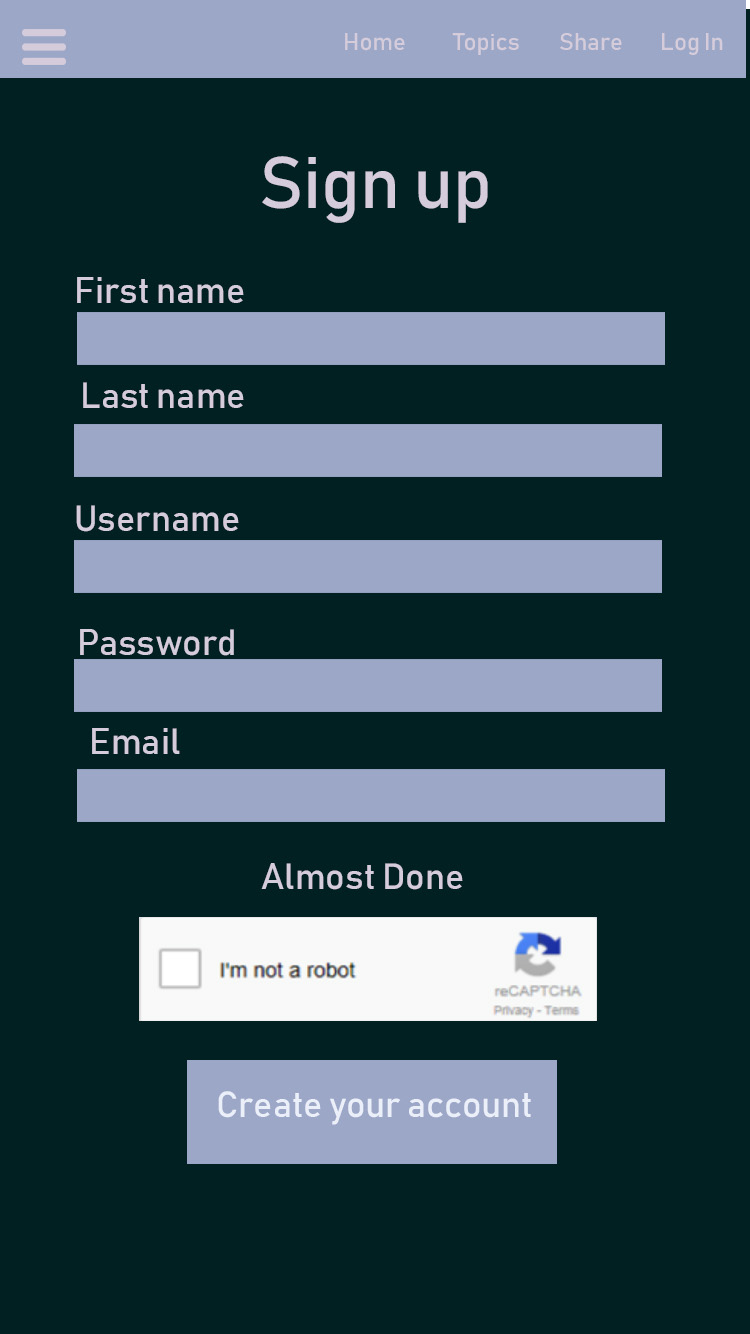 Home Topics Share Log In
Sign up
First name
Last name
Username
Password
Email
Almost Done
I'm not a robot
reCAPTCHA
Privacy - Terms
Create your account